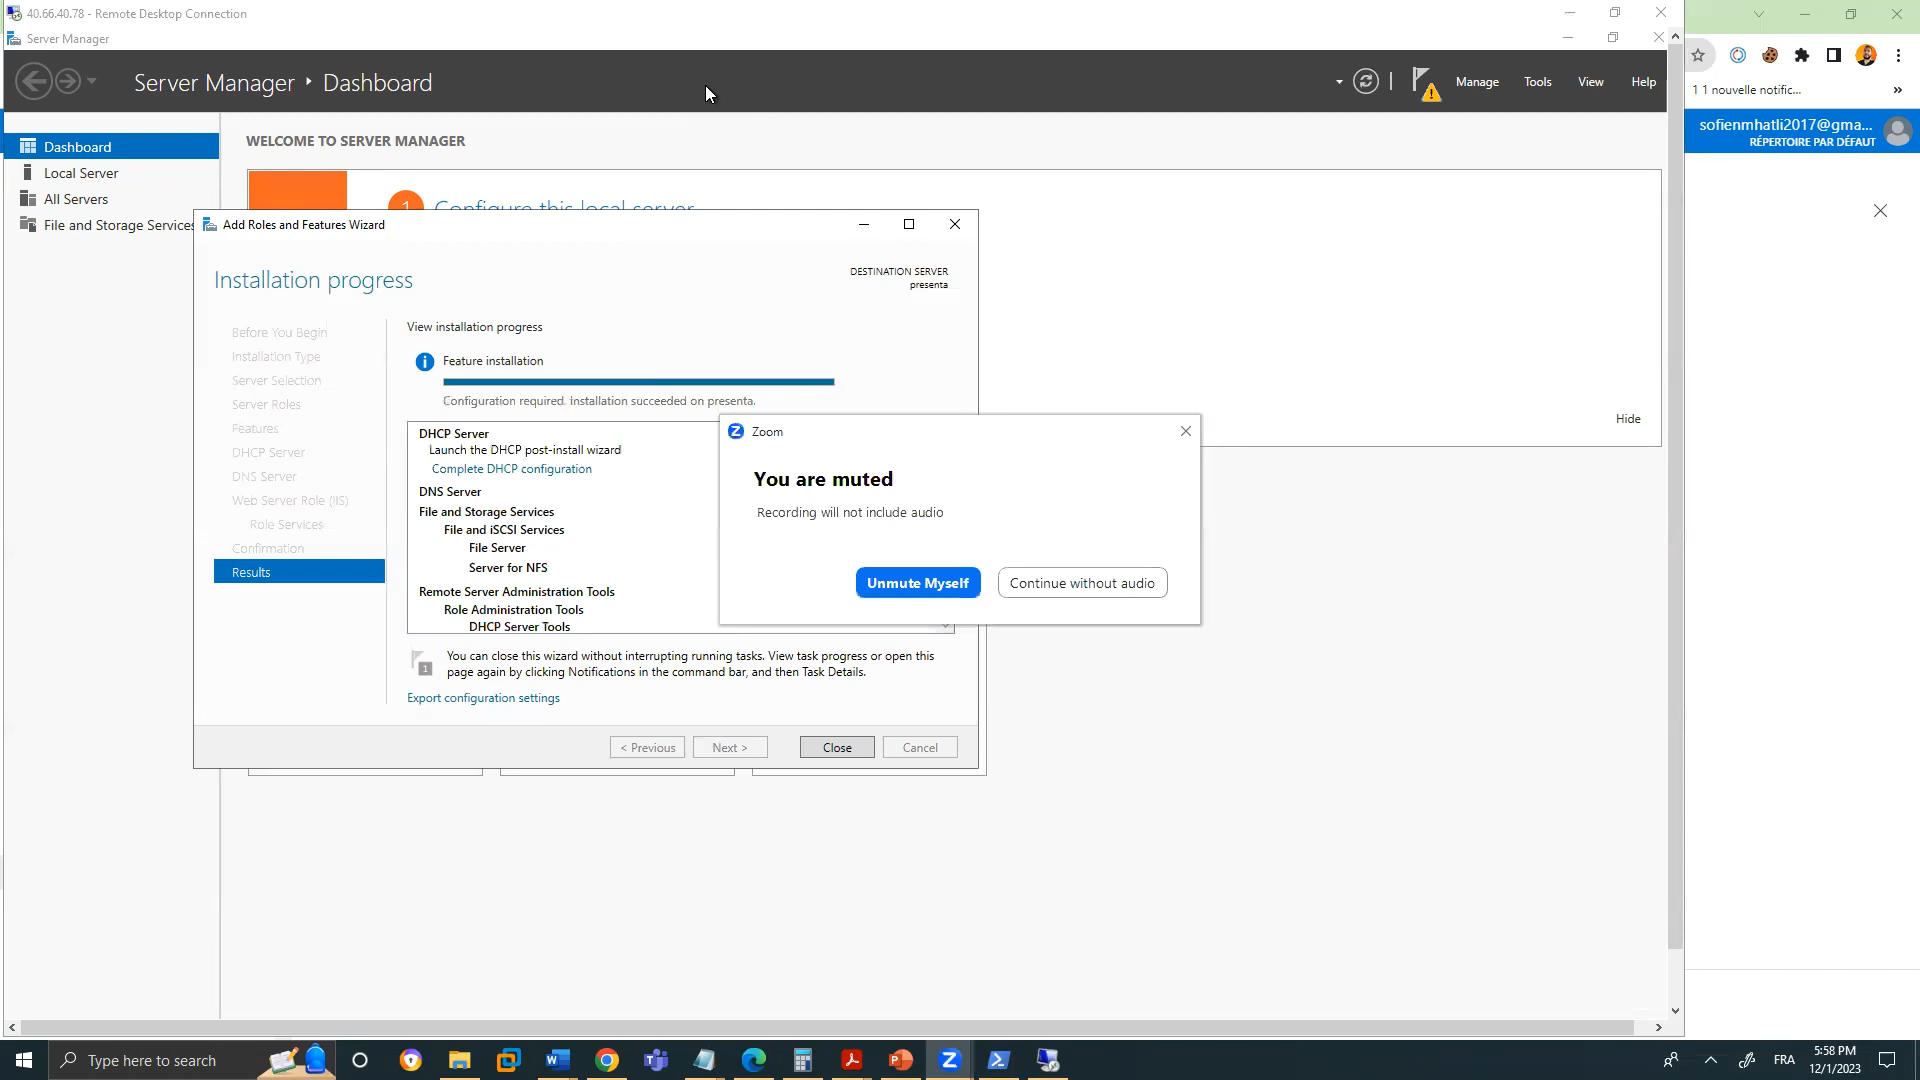 40.66.40.78 - Remote Desktop Connection
Server Manager
Server Manager
Dashboard
Manage
Tools
View
Help
1 1 nouvelle notific...
»
sofienmhatli2017@gma...
RÉPERTOIRE PAR DÉFAUT
Dashboard
Local Server
All Servers
File and Storage Services
WELCOME TO SERVER MANAGER
1
Configure this local server
Add Roles and Features Wizard
Installation progress
DESTINATION SERVER
presenta
Before You Begin
Installation Type
Server Selection
Server Roles
Features
DHCP Server
DNS Server
Web Server Role (IIS)
Role Services
Confirmation
Results
View installation progress
Feature installation
Configuration required. Installation succeeded on presenta.
DHCP Server
Launch the DHCP post-install wizard
Complete DHCP configuration
DNS Server
File and Storage Services
File and iSCSI Services
File Server
Server for NFS
Remote Server Administration Tools
Role Administration Tools
DHCP Server Tools
1
You can close this wizard without interrupting running tasks. View task progress or open this
page again by clicking Notifications in the command bar, and then Task Details.
Export configuration settings
< Previous
Next >
Close
Cancel
Hide
Zoom
You are muted
Recording will not include audio
Unmute Myself
Continue without audio
Type here to search
FRA
5:58 PM
12/1/2023